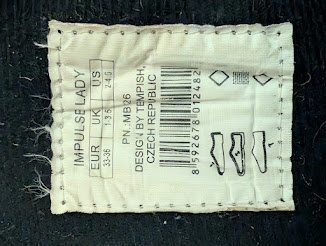 IMPULSE LADY
EUR UK US
33-36 1-3.5 2-4.5
PN.:MB26
DESIGN BY TEMPISH,
CZECH REPUBLIC
8 592678 012482